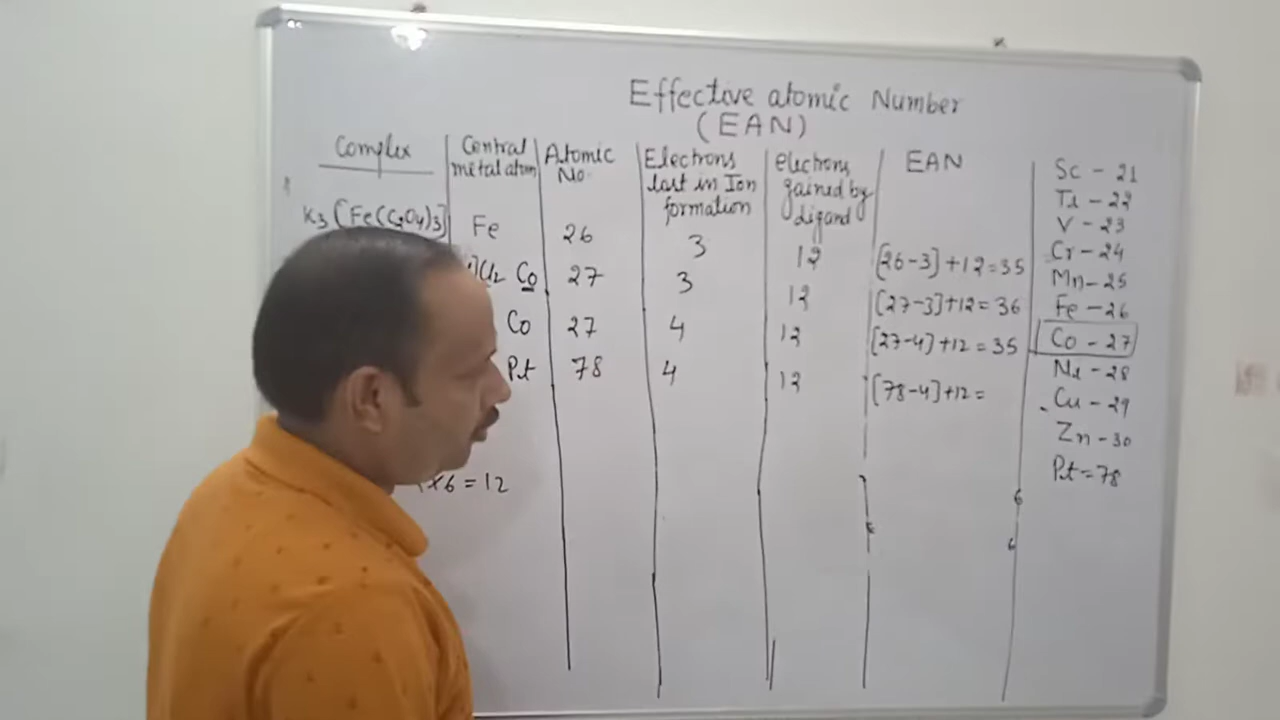 Effective atomic Number
(EAN)
Complex Central metal atom Atomic No. Electrons lost in Ion formation electrons gained by ligand EAN
K3 [Fe(C2O4)3] Fe 26 3 12 [26-3]+12=35
]Cl2 Co 27 3 12 [27-3]+12=36
Co 27 4 12 [27-4]+12=35
Pt 78 4 12 [78-4]+12=
×6=12
Sc - 21
Ti - 22
V - 23
Cr - 24
Mn - 25
Fe - 26
Co - 27
Ni - 28
Cu - 29
Zn - 30
Pt = 78